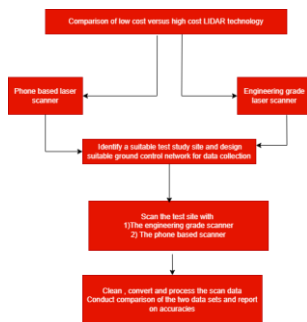 Comparison of low cost versus high cost LIDAR technology
Phone based laser
scanner
Engineering grade
laser scanner
Identify a suitable test study site and design
suitable ground control network for data collection
Scan the test site with
1)The engineering grade scanner
2) The phone based scanner
Clean , convert and process the scan data
Conduct comparison of the two data sets and report
on accuracies